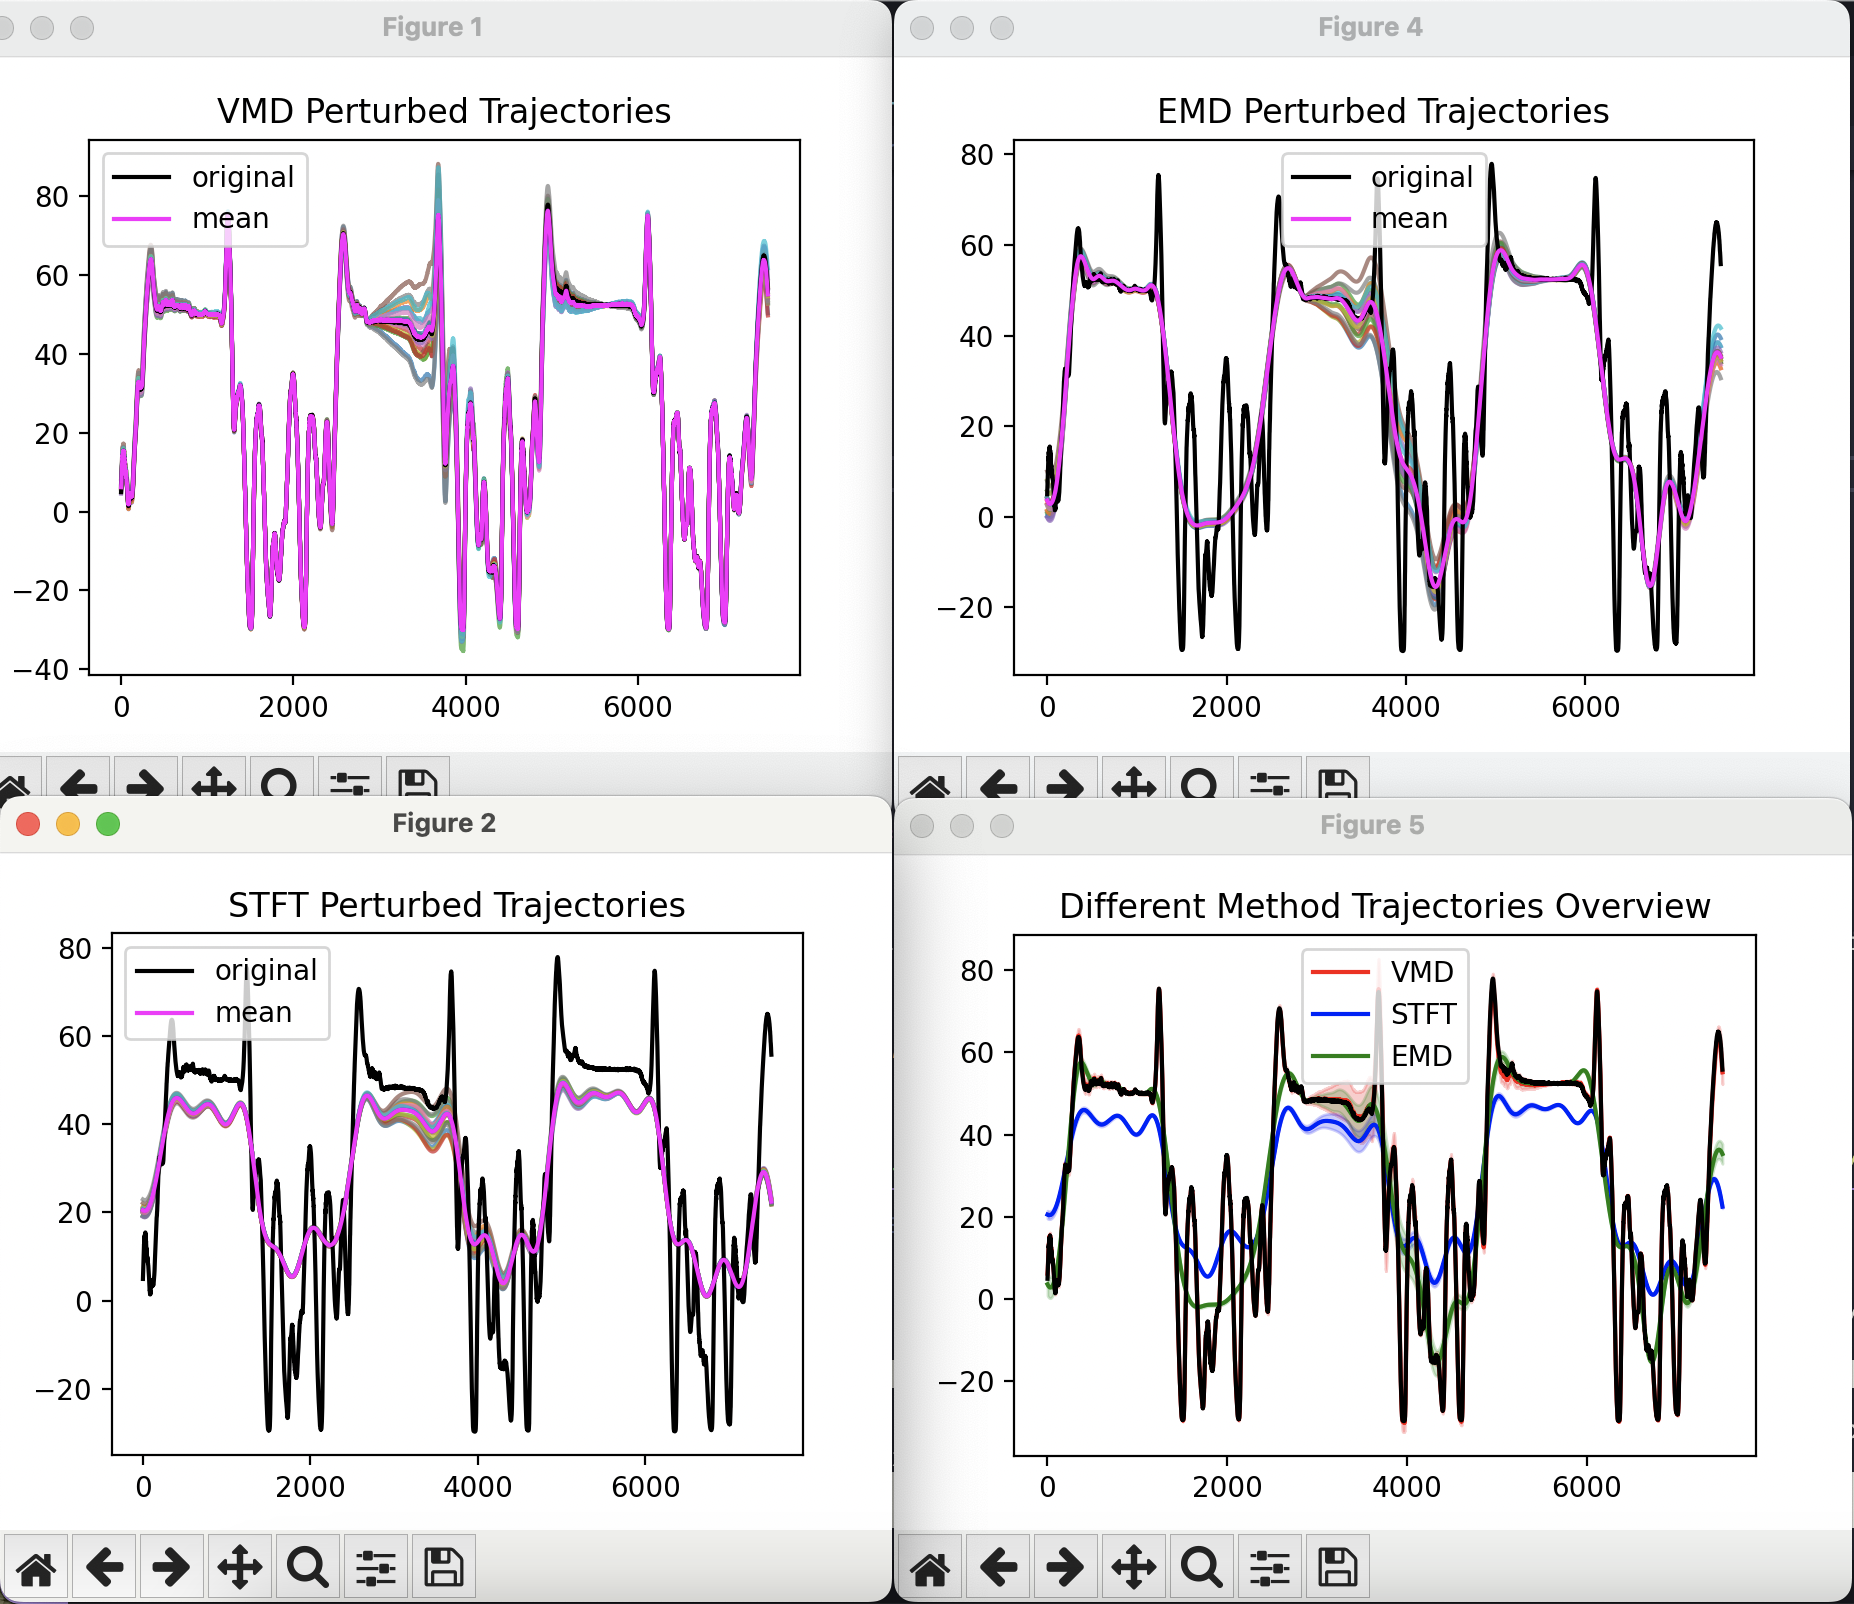 Figure 1
VMD Perturbed Trajectories
original
mean
80
60
40
20
0
−20
−40
0 2000 4000 6000
Figure 4
EMD Perturbed Trajectories
original
mean
80
60
40
20
0
−20
0 2000 4000 6000
Figure 2
STFT Perturbed Trajectories
original
mean
80
60
40
20
0
−20
0 2000 4000 6000
Figure 5
Different Method Trajectories Overview
VMD
STFT
EMD
80
60
40
20
0
−20
0 2000 4000 6000